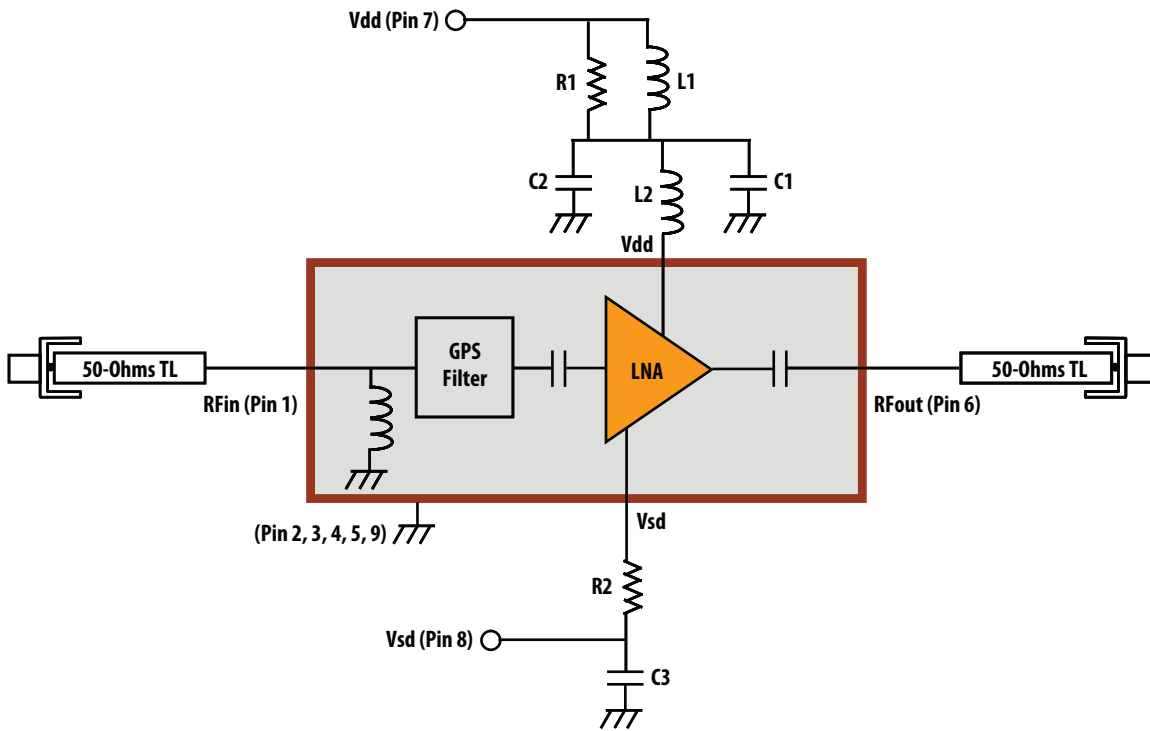 Vdd (Pin 7)
R1
L1
C2
L2
C1
Vdd
50-Ohms TL
GPS
Filter
LNA
50-Ohms TL
RFin (Pin 1)
RFout (Pin 6)
(Pin 2, 3, 4, 5, 9)
Vsd
R2
Vsd (Pin 8)
C3